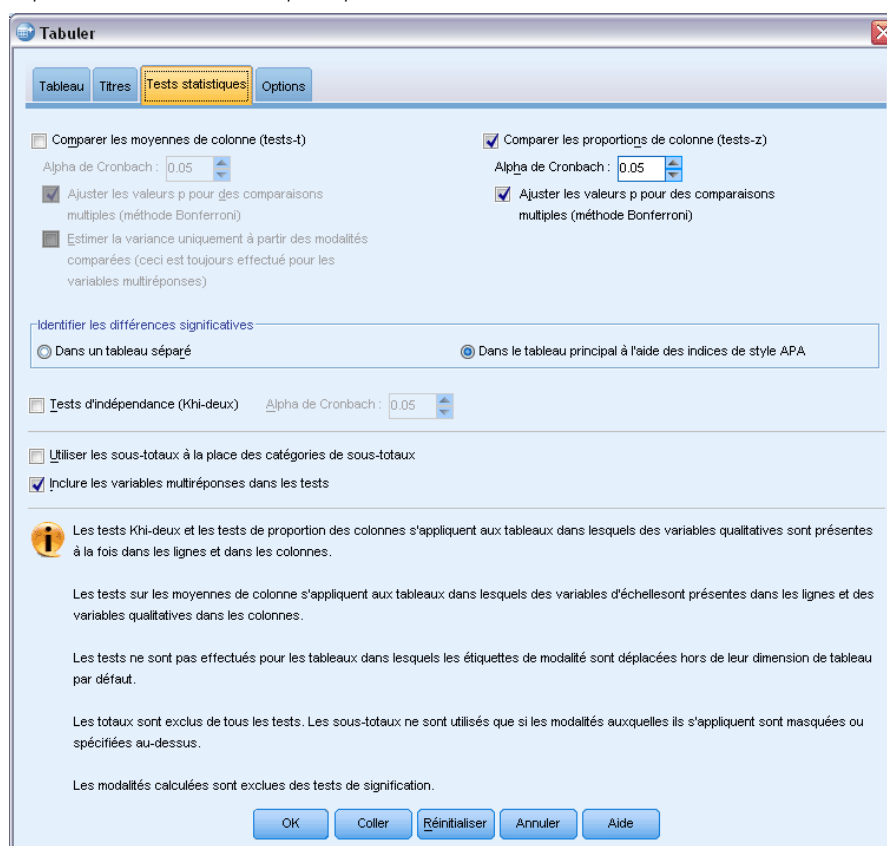 Tabuler
Tableau Titres Tests statistiques Options
Comparer les moyennes de colonne (tests-t)
Alpha de Cronbach : 0.05
Ajuster les valeurs p pour des comparaisons
multiples (méthode Bonferroni)
Estimer la variance uniquement à partir des modalités
comparées (ceci est toujours effectué pour les
variables multiréponses)
Comparer les proportions de colonne (tests-z)
Alpha de Cronbach : 0.05
Ajuster les valeurs p pour des comparaisons
multiples (méthode Bonferroni)
Identifier les différences significatives
Dans un tableau séparé
Dans le tableau principal à l'aide des indices de style APA
Tests d'indépendance (Khi-deux) Alpha de Cronbach : 0.05
Utiliser les sous-totaux à la place des catégories de sous-totaux
Inclure les variables multiréponses dans les tests
Les tests Khi-deux et les tests de proportion des colonnes s'appliquent aux tableaux dans lesquels des variables qualitatives sont présentes
à la fois dans les lignes et dans les colonnes.
Les tests sur les moyennes de colonne s'appliquent aux tableaux dans lesquels des variables d'échellesont présentes dans les lignes et des
variables qualitatives dans les colonnes.
Les tests ne sont pas effectués pour les tableaux dans lesquels les étiquettes de modalité sont déplacées hors de leur dimension de tableau
par défaut.
Les totaux sont exclus de tous les tests. Les sous-totaux ne sont utilisés que si les modalités auxquelles ils s'appliquent sont masquées ou
spécifiées au-dessus.
Les modalités calculées sont exclues des tests de signification.
OK Coller Réinitialiser Annuler Aide